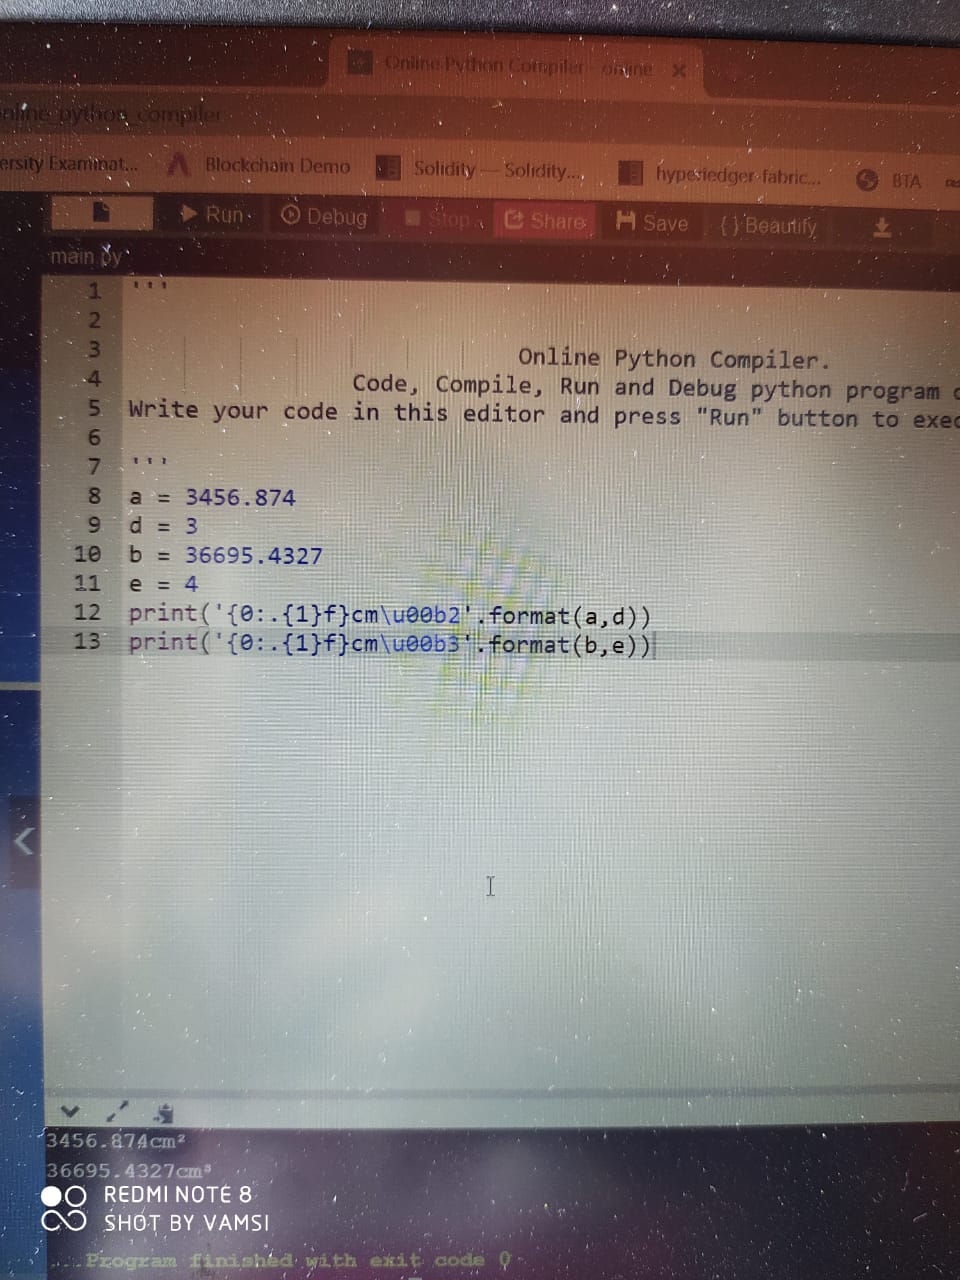 Online Python Compiler - online
online_python_compiler
ersity Examinat... Blockchain Demo Solidity — Solidity... hyperledger-fabric... BTA
Run Debug Stop Share Save { } Beautify
main.py
1 '''
2
3 Online Python Compiler.
4 Code, Compile, Run and Debug python program
5 Write your code in this editor and press "Run" button to exec
6
7 '''
8 a = 3456.874
9 d = 3
10 b = 36695.4327
11 e = 4
12 print('{0:.{1}f}cm\u00b2'.format(a,d))
13 print('{0:.{1}f}cm\u00b3'.format(b,e))
3456.874cm²
36695.4327cm³
REDMI NOTE 8
SHOT BY VAMSI
...Program finished with exit code 0